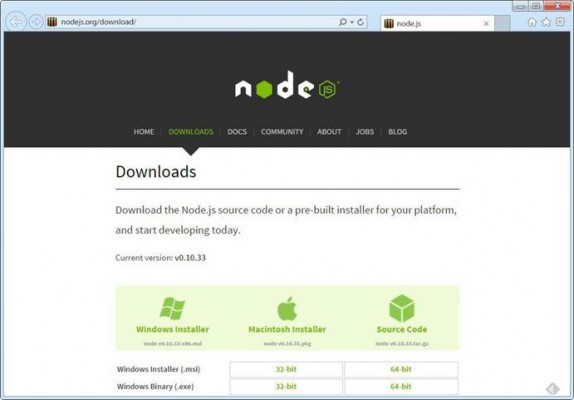 nodejs.org/download/
node.js
node
JS
HOME DOWNLOADS DOCS COMMUNITY ABOUT JOBS BLOG
Downloads
Download the Node.js source code or a pre-built installer for your platform,
and start developing today.
Current version: v0.10.33
Windows Installer Macintosh Installer Source Code
node-v0.10.33-x86.msi node-v0.10.33.pkg node-v0.10.33.tar.gz
Windows Installer (.msi) 32-bit 64-bit
Windows Binary (.exe) 32-bit 64-bit